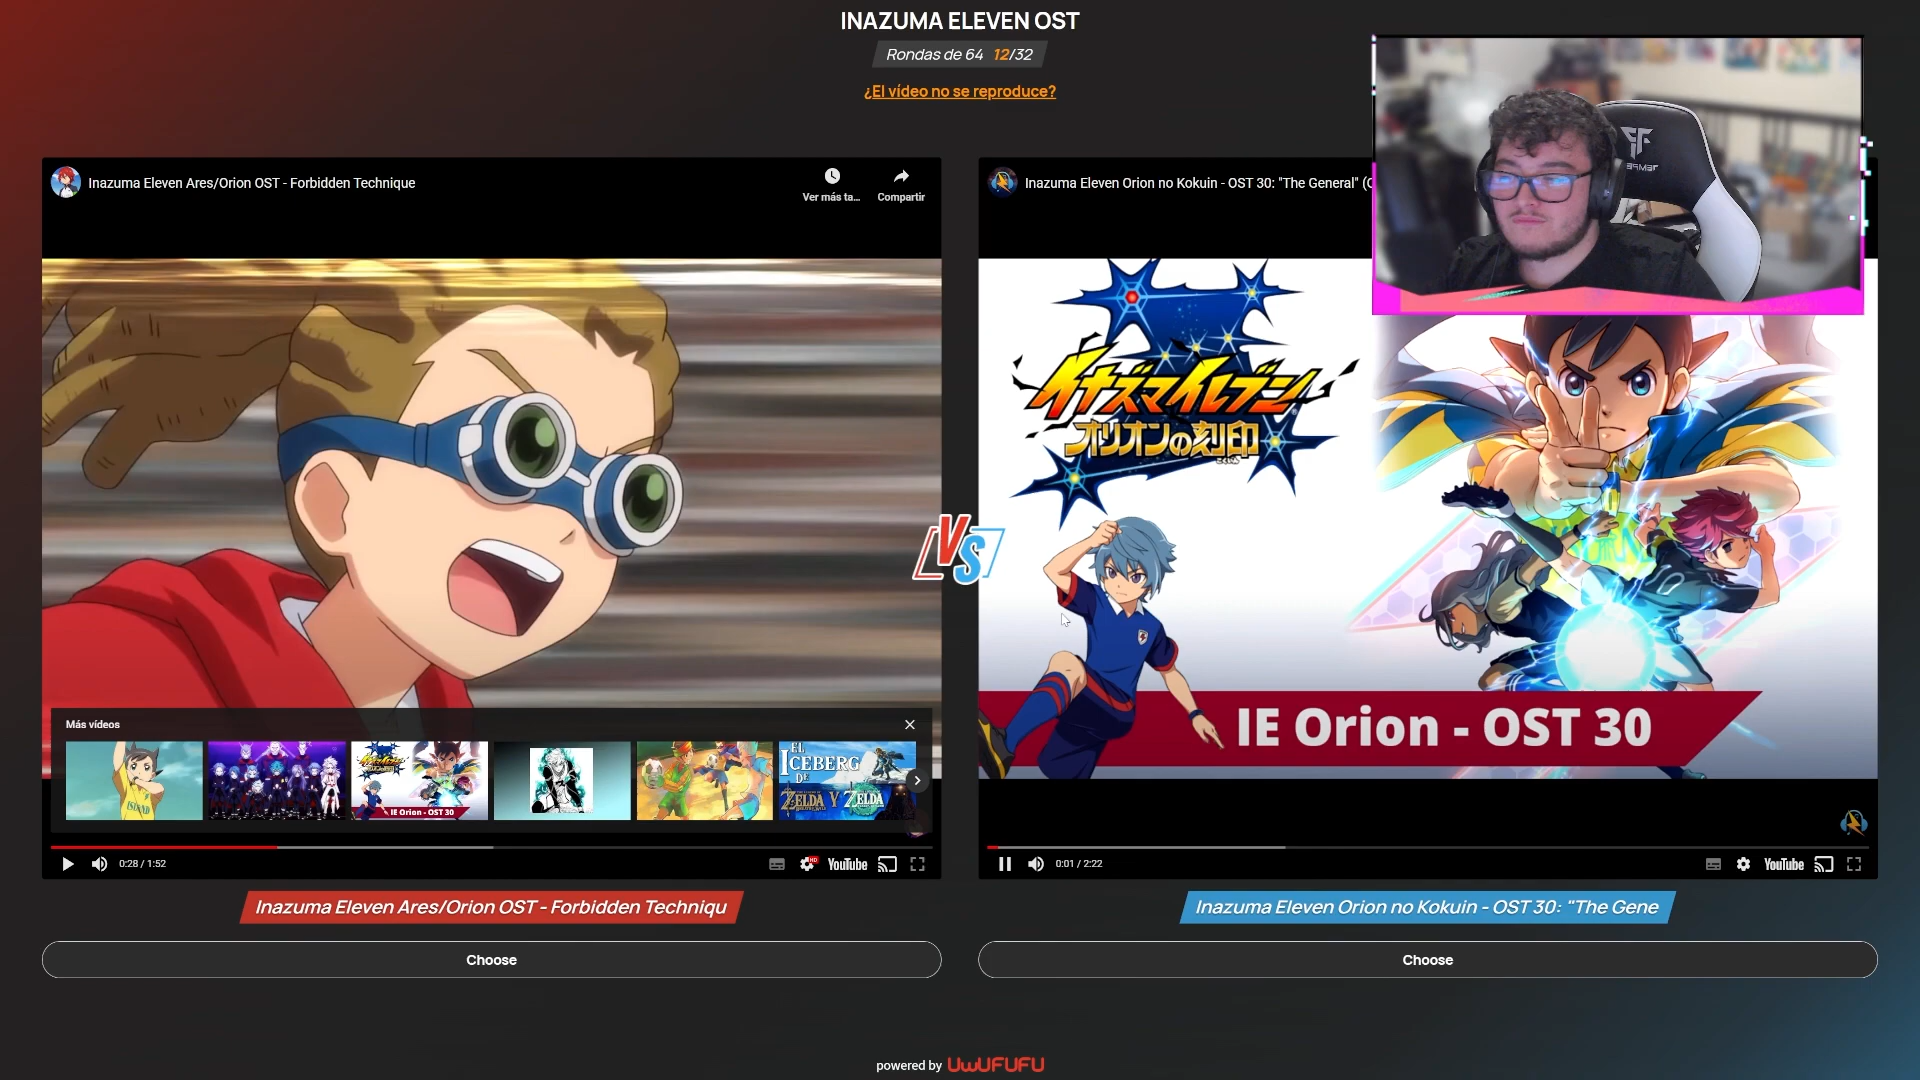 INAZUMA ELEVEN OST
Rondas de 64 12/32
¿El vídeo no se reproduce?
Inazuma Eleven Ares/Orion OST - Forbidden Technique
Ver más ta...
Compartir
Inazuma Eleven Orion no Kokuin - OST 30: "The General" (
イナズマイレブン
オリオンの刻印
IE Orion - OST 30
VS
Más vídeos
IE Orion - OST 30
EL ICEBERG DE ZELDA Y ZELDA
0:28 / 1:52
HD
YouTube
0:01 / 2:22
YouTube
Inazuma Eleven Ares/Orion OST - Forbidden Techniqu
Inazuma Eleven Orion no Kokuin - OST 30: "The Gene
Choose
Choose
powered by UwUFUFU